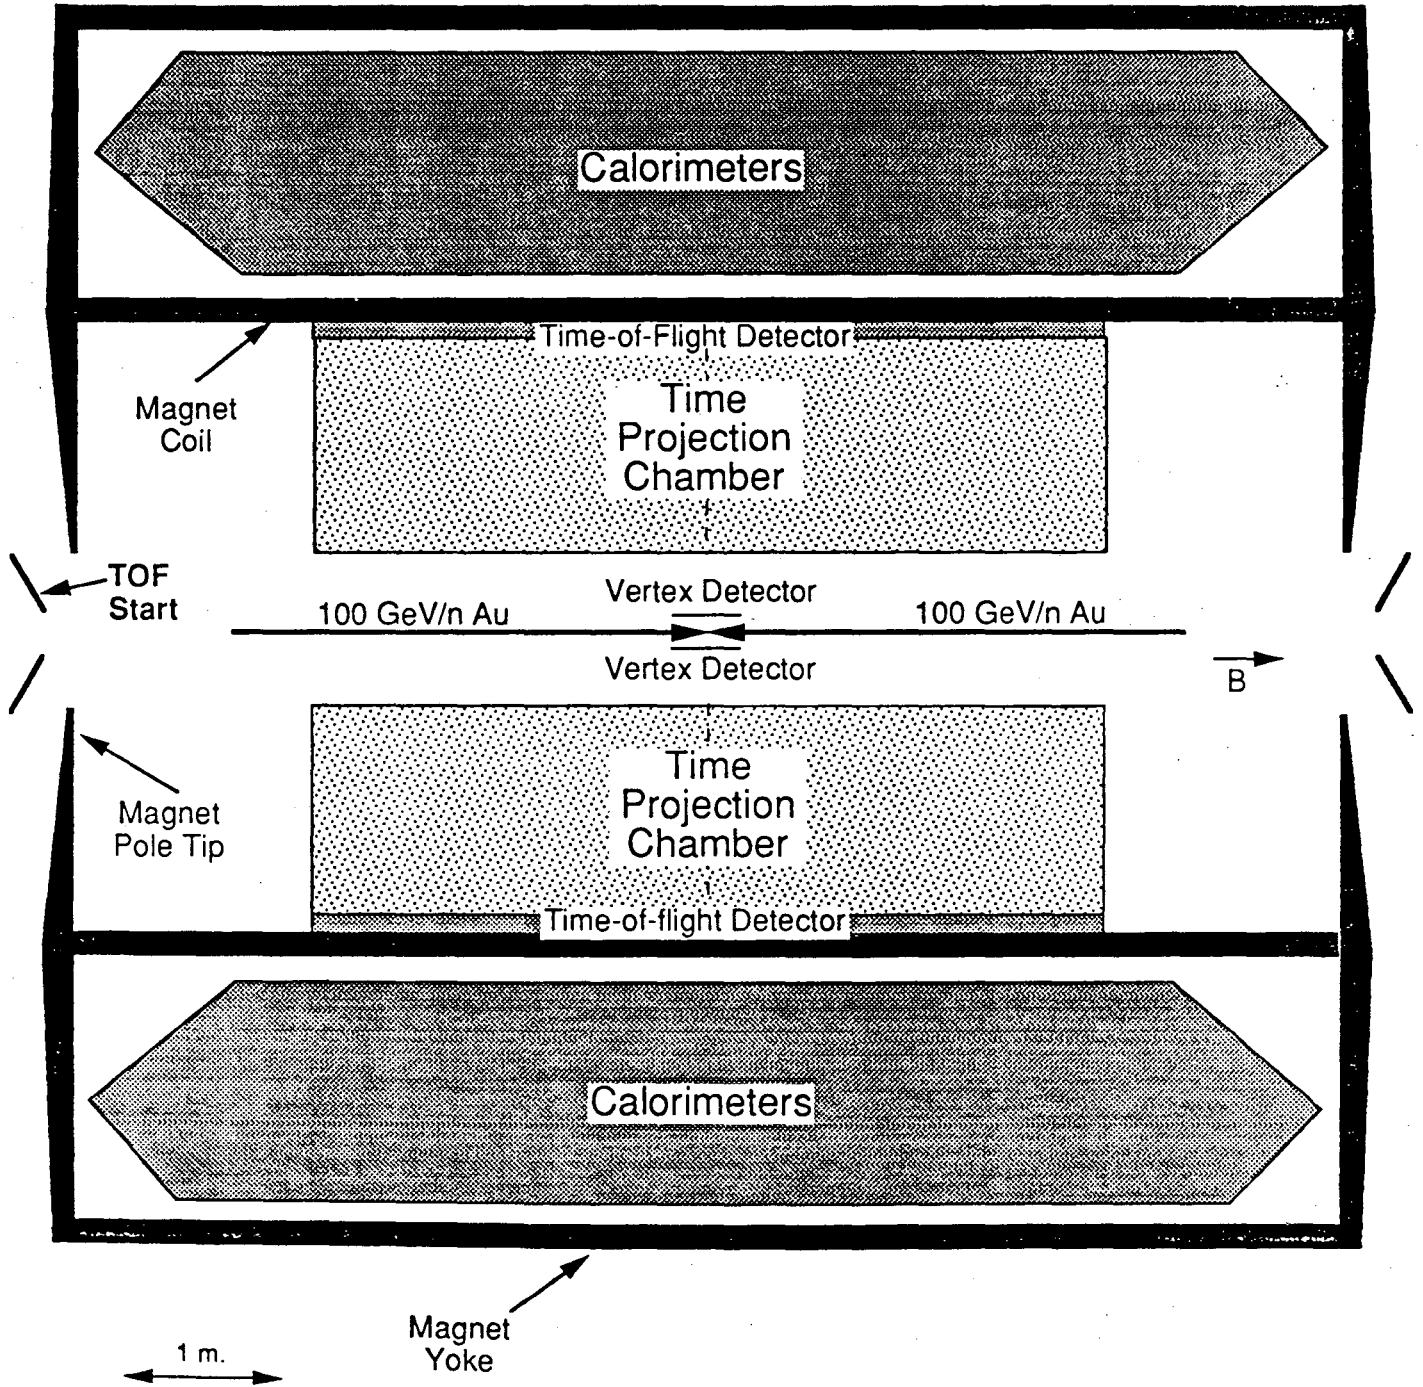 Calorimeters
Time-of-Flight Detector
Time
Projection
Chamber
Magnet
Coil
TOF
Start
Vertex Detector
100 GeV/n Au
100 GeV/n Au
Vertex Detector
B
Time
Projection
Chamber
Magnet
Pole Tip
Time-of-flight Detector
Calorimeters
Magnet
Yoke
1 m.